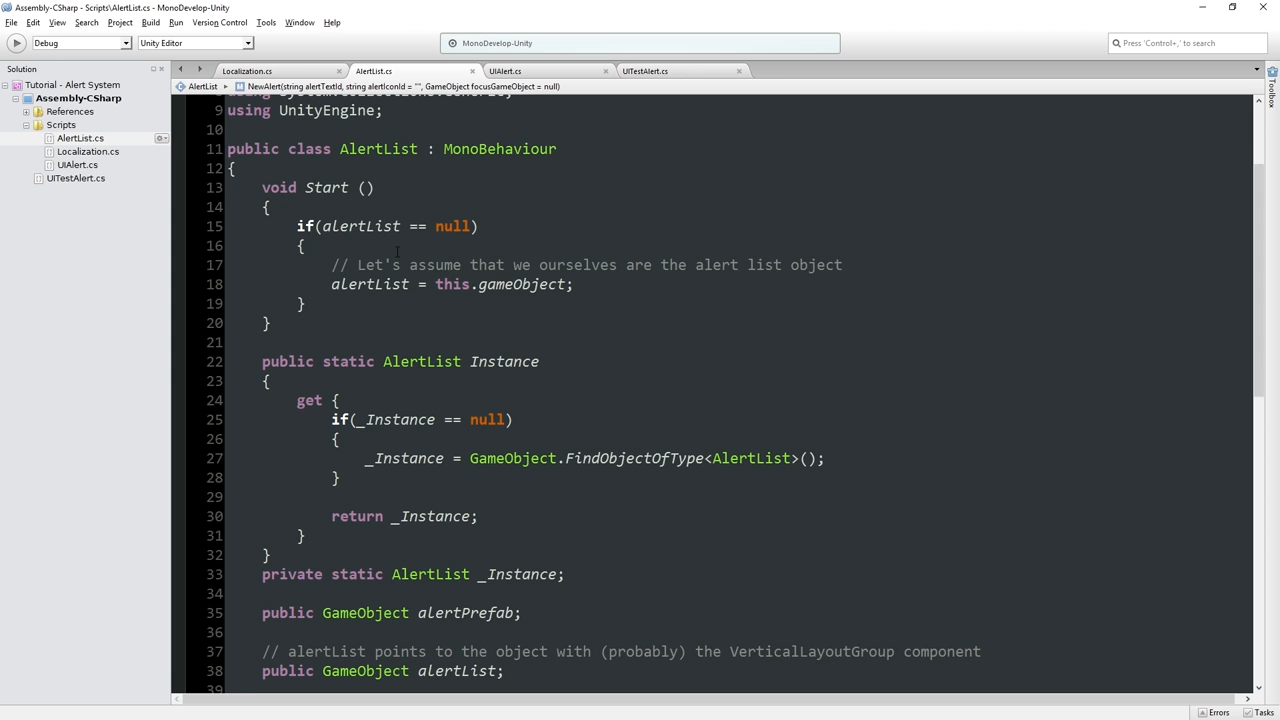 Assembly-CSharp - Scripts\AlertList.cs - MonoDevelop-Unity
File Edit View Search Project Build Run Version Control Tools Window Help
Debug Unity Editor MonoDevelop-Unity Press 'Control+,' to search
Solution Localization.cs AlertList.cs UIAlert.cs UITestAlert.cs
AlertList NewAlert(string alertTextId, string alertIconId = "", GameObject focusGameObject = null)
Tutorial - Alert System
Assembly-CSharp
References
Scripts
AlertList.cs
Localization.cs
UIAlert.cs
UITestAlert.cs
Toolbox
9 using UnityEngine;
10
11 public class AlertList : MonoBehaviour
12 {
13 void Start ()
14 {
15 if(alertList == null)
16 {
17 // Let's assume that we ourselves are the alert list object
18 alertList = this.gameObject;
19 }
20 }
21
22 public static AlertList Instance
23 {
24 get {
25 if(_Instance == null)
26 {
27 _Instance = GameObject.FindObjectOfType<AlertList>();
28 }
29
30 return _Instance;
31 }
32 }
33 private static AlertList _Instance;
34
35 public GameObject alertPrefab;
36
37 // alertList points to the object with (probably) the VerticalLayoutGroup component
38 public GameObject alertList;
39
Errors Tasks